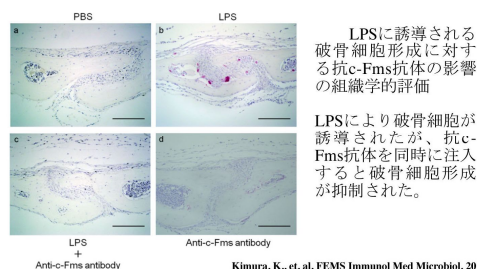 PBS
LPS
a
b
c
d
LPS
+
Anti-c-Fms antibody
Anti-c-Fms antibody
LPSに誘導される
破骨細胞形成に対す
る抗c-Fms抗体の影響
の組織学的評価
LPSにより破骨細胞が
誘導されたが、抗c-
Fms抗体を同時に注入
すると破骨細胞形成
が抑制された。
Kimura, K., et. al. FEMS Immunol Med Microbiol, 20